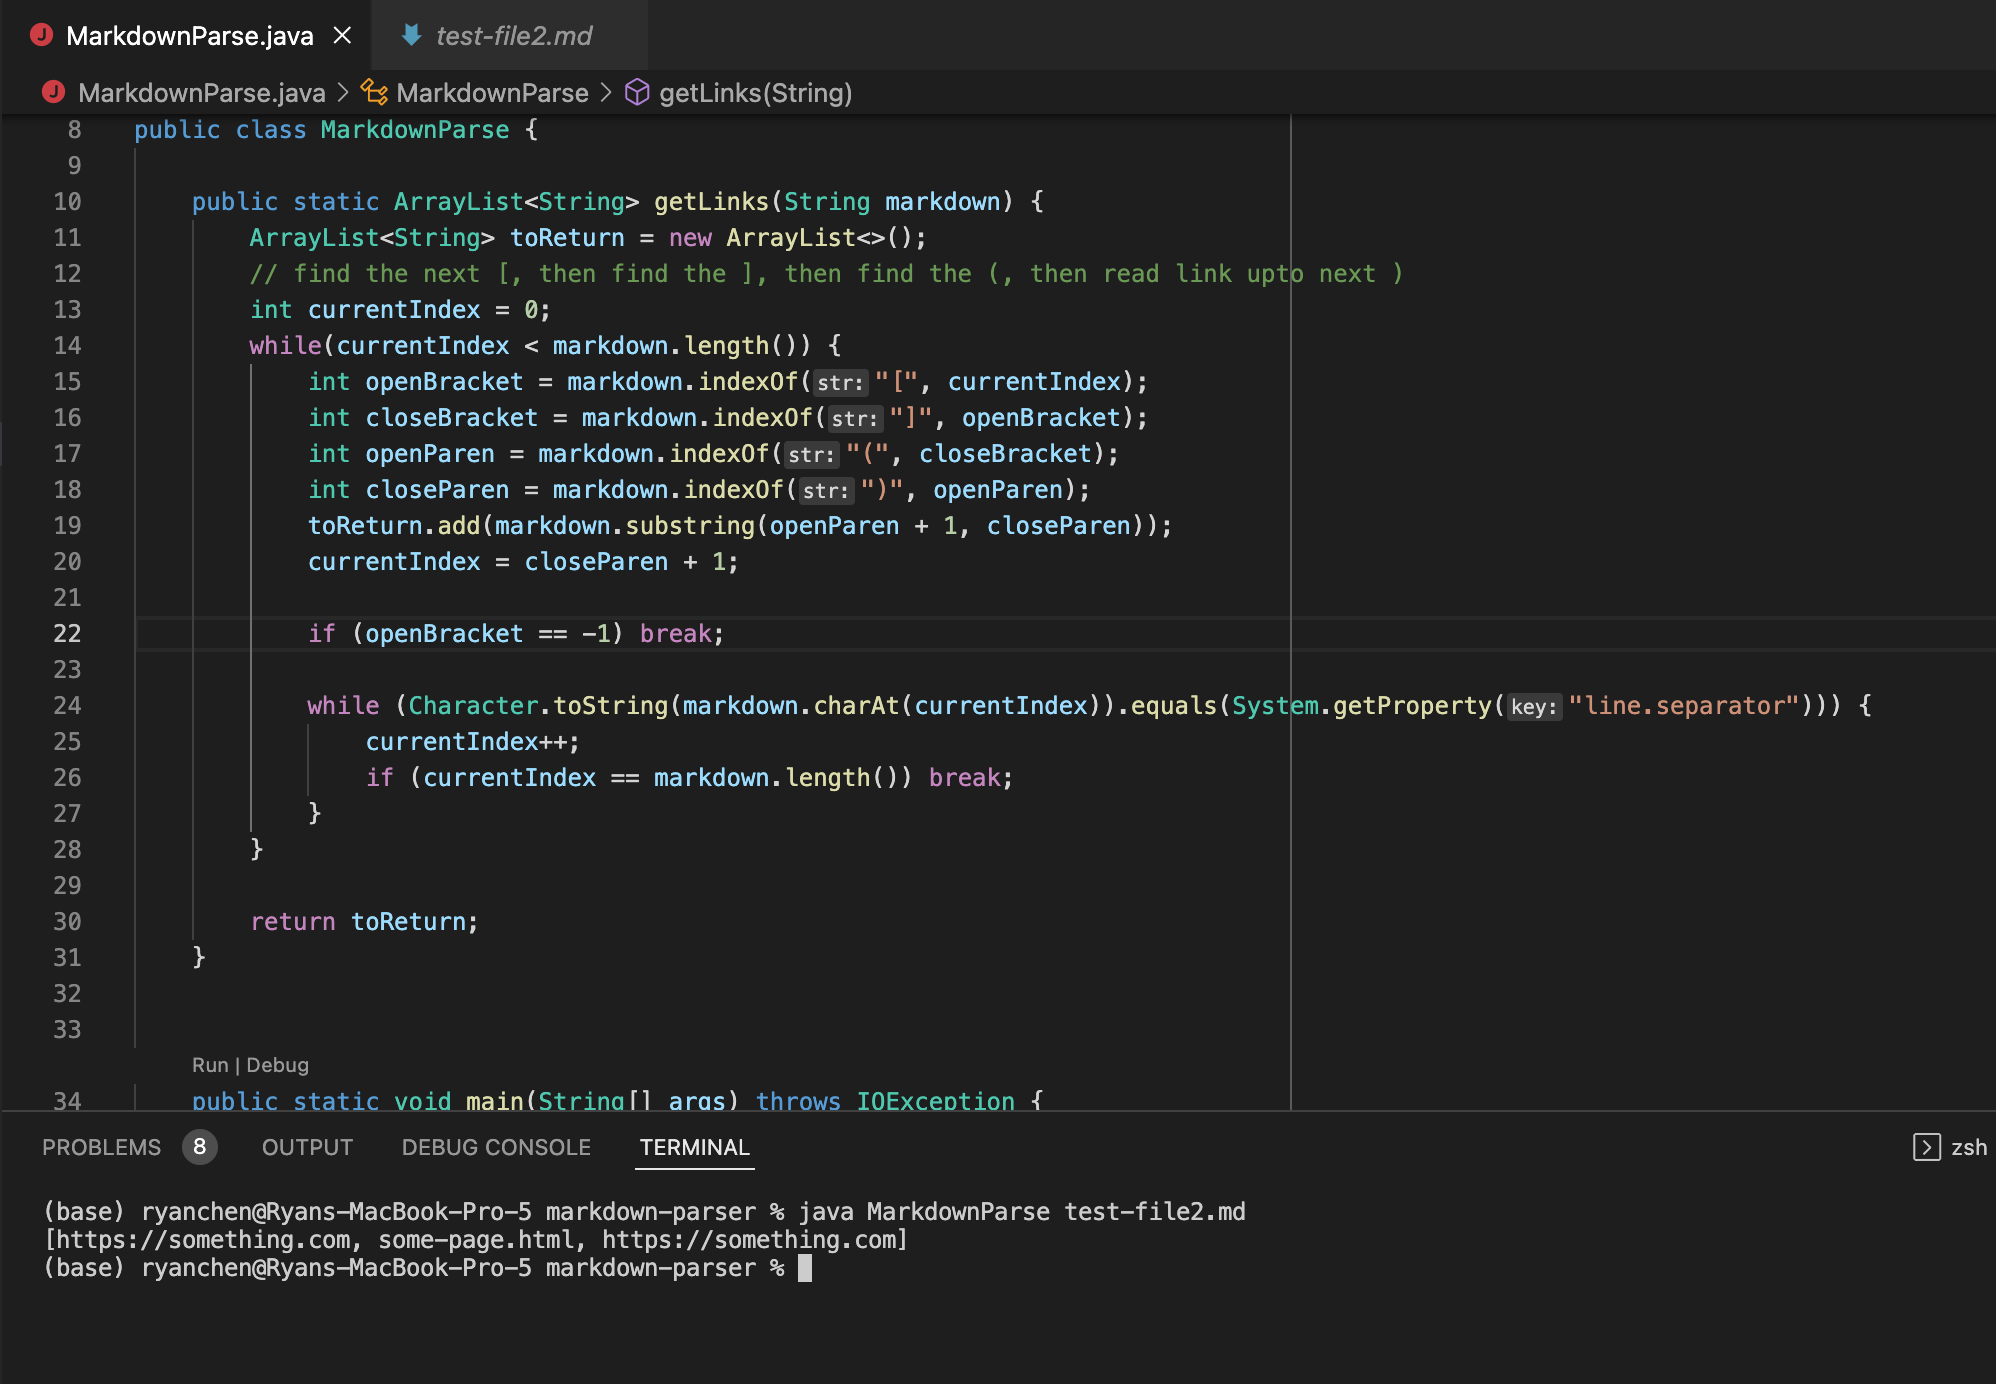 MarkdownParse.java
test-file2.md
MarkdownParse.java > MarkdownParse > getLinks(String)
8 public class MarkdownParse {
9
10 public static ArrayList<String> getLinks(String markdown) {
11 ArrayList<String> toReturn = new ArrayList<>();
12 // find the next [, then find the ], then find the (, then read link upto next )
13 int currentIndex = 0;
14 while(currentIndex < markdown.length()) {
15 int openBracket = markdown.indexOf(str:"[", currentIndex);
16 int closeBracket = markdown.indexOf(str:"]", openBracket);
17 int openParen = markdown.indexOf(str:"(", closeBracket);
18 int closeParen = markdown.indexOf(str:")", openParen);
19 toReturn.add(markdown.substring(openParen + 1, closeParen));
20 currentIndex = closeParen + 1;
21
22 if (openBracket == -1) break;
23
24 while (Character.toString(markdown.charAt(currentIndex)).equals(System.getProperty(key:"line.separator"))) {
25 currentIndex++;
26 if (currentIndex == markdown.length()) break;
27 }
28 }
29
30 return toReturn;
31 }
32
33
Run | Debug
34 public static void main(String[] args) throws IOException {
PROBLEMS 8 OUTPUT DEBUG CONSOLE TERMINAL zsh
(base) ryanchen@Ryans-MacBook-Pro-5 markdown-parser % java MarkdownParse test-file2.md
[https://something.com, some-page.html, https://something.com]
(base) ryanchen@Ryans-MacBook-Pro-5 markdown-parser %